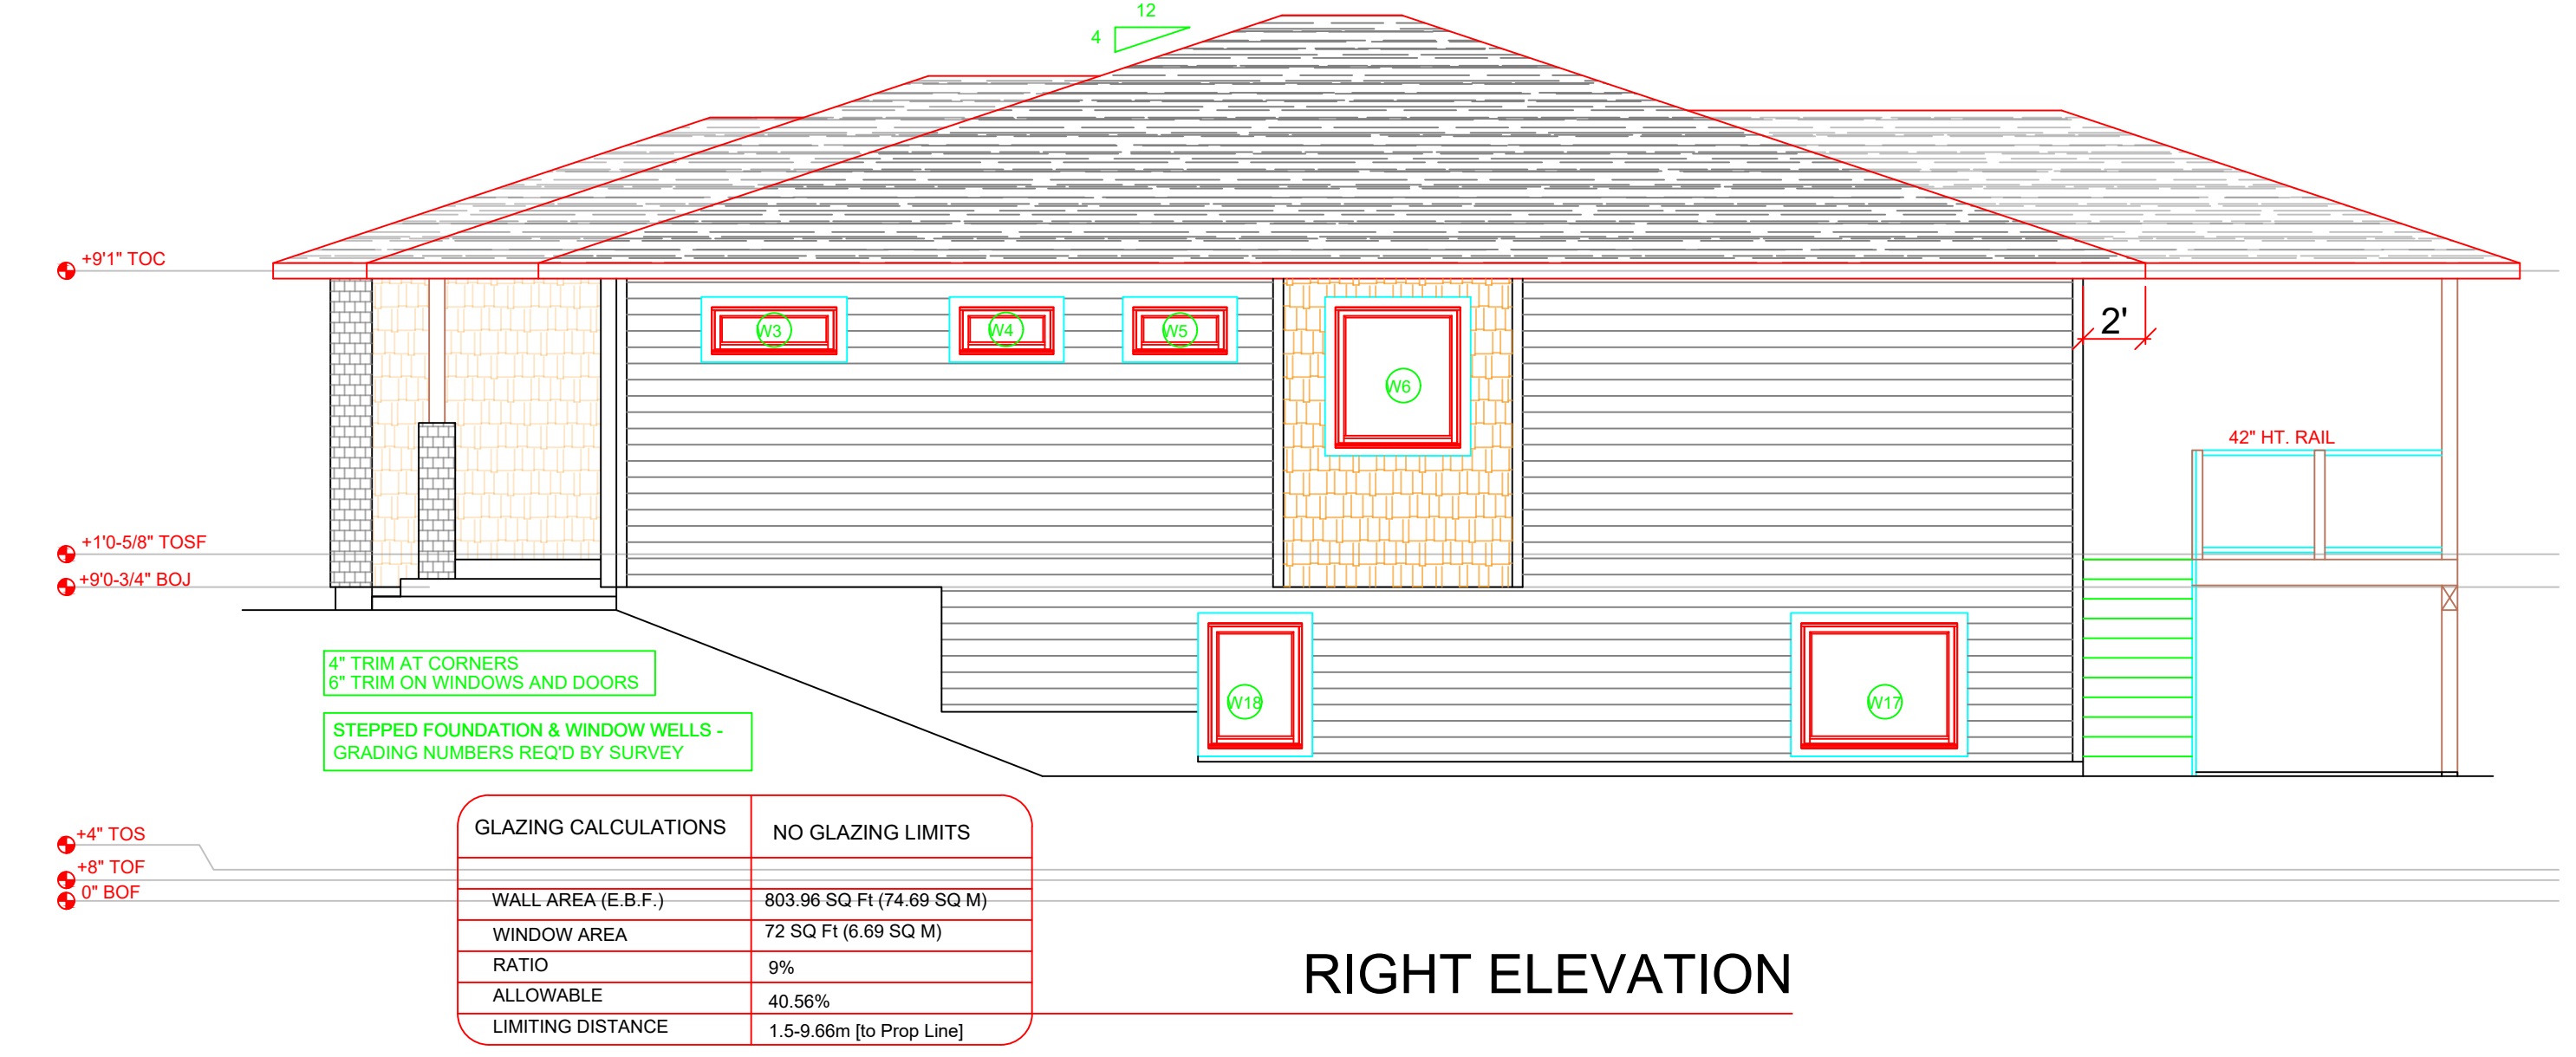 12
4
+9'1" TOC
2'
W3
W4
W5
W6
42" HT. RAIL
+1'0-5/8" TOSF
+9'0-3/4" BOJ
4" TRIM AT CORNERS
6" TRIM ON WINDOWS AND DOORS
W18
W17
STEPPED FOUNDATION & WINDOW WELLS -
GRADING NUMBERS REQ'D BY SURVEY
+4" TOS
+8" TOF
0" BOF
GLAZING CALCULATIONS NO GLAZING LIMITS
WALL AREA (E.B.F.) 803.96 SQ Ft (74.69 SQ M)
WINDOW AREA 72 SQ Ft (6.69 SQ M)
RATIO 9%
ALLOWABLE 40.56%
LIMITING DISTANCE 1.5-9.66m [to Prop Line]
RIGHT ELEVATION